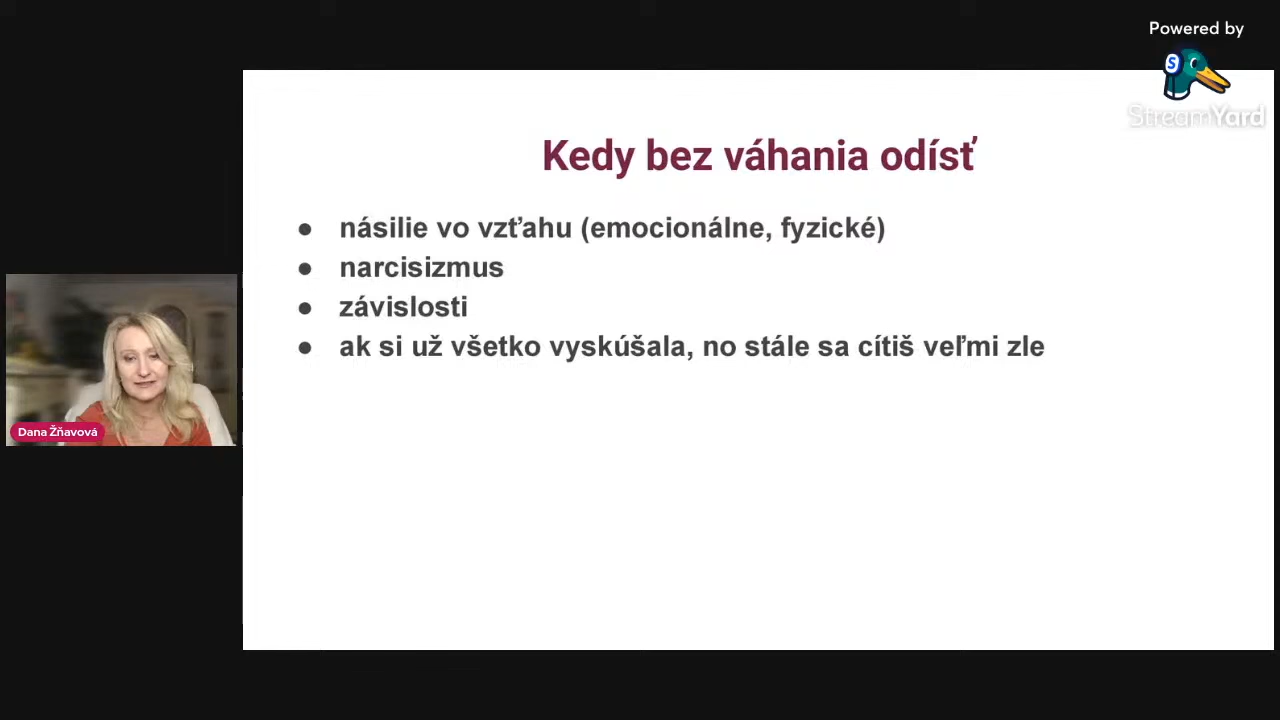 Powered by
S
StreamYard
Kedy bez váhania odísť
● násilie vo vzťahu (emocionálne, fyzické)
● narcisizmus
● závislosti
● ak si už všetko vyskúšala, no stále sa cítiš veľmi zle
Dana Žňavová